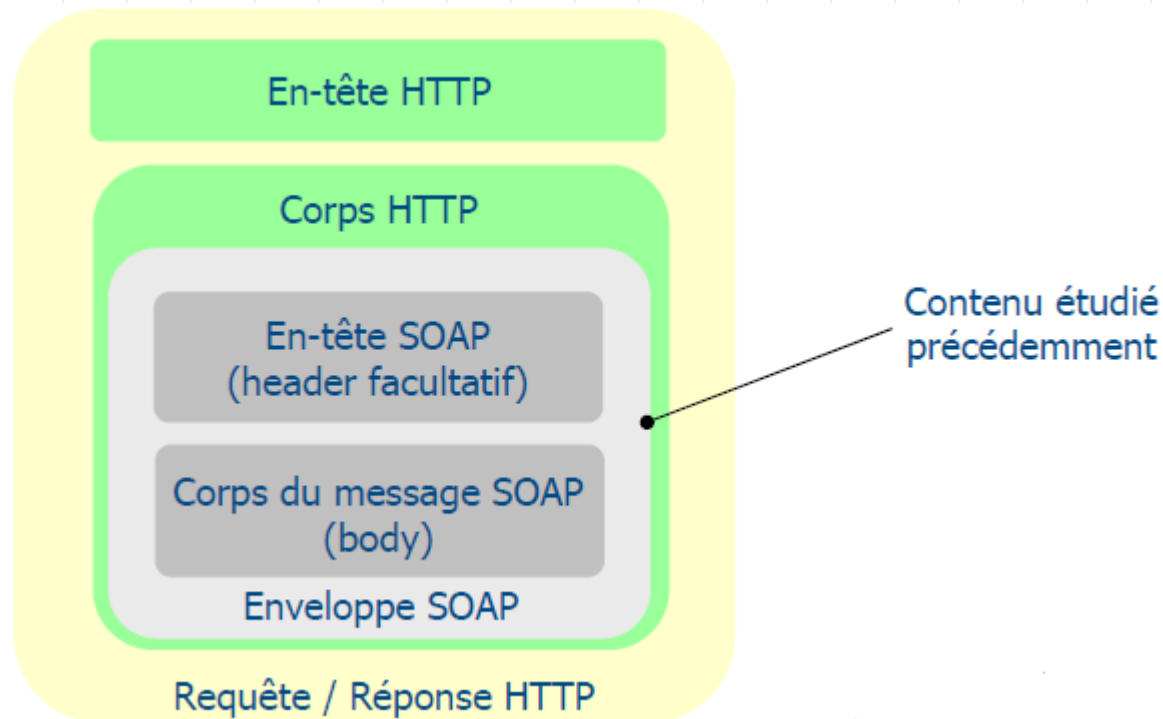 En-tête HTTP
Corps HTTP
En-tête SOAP
(header facultatif)
Corps du message SOAP
(body)
Enveloppe SOAP
Requête / Réponse HTTP
Contenu étudié
précédemment